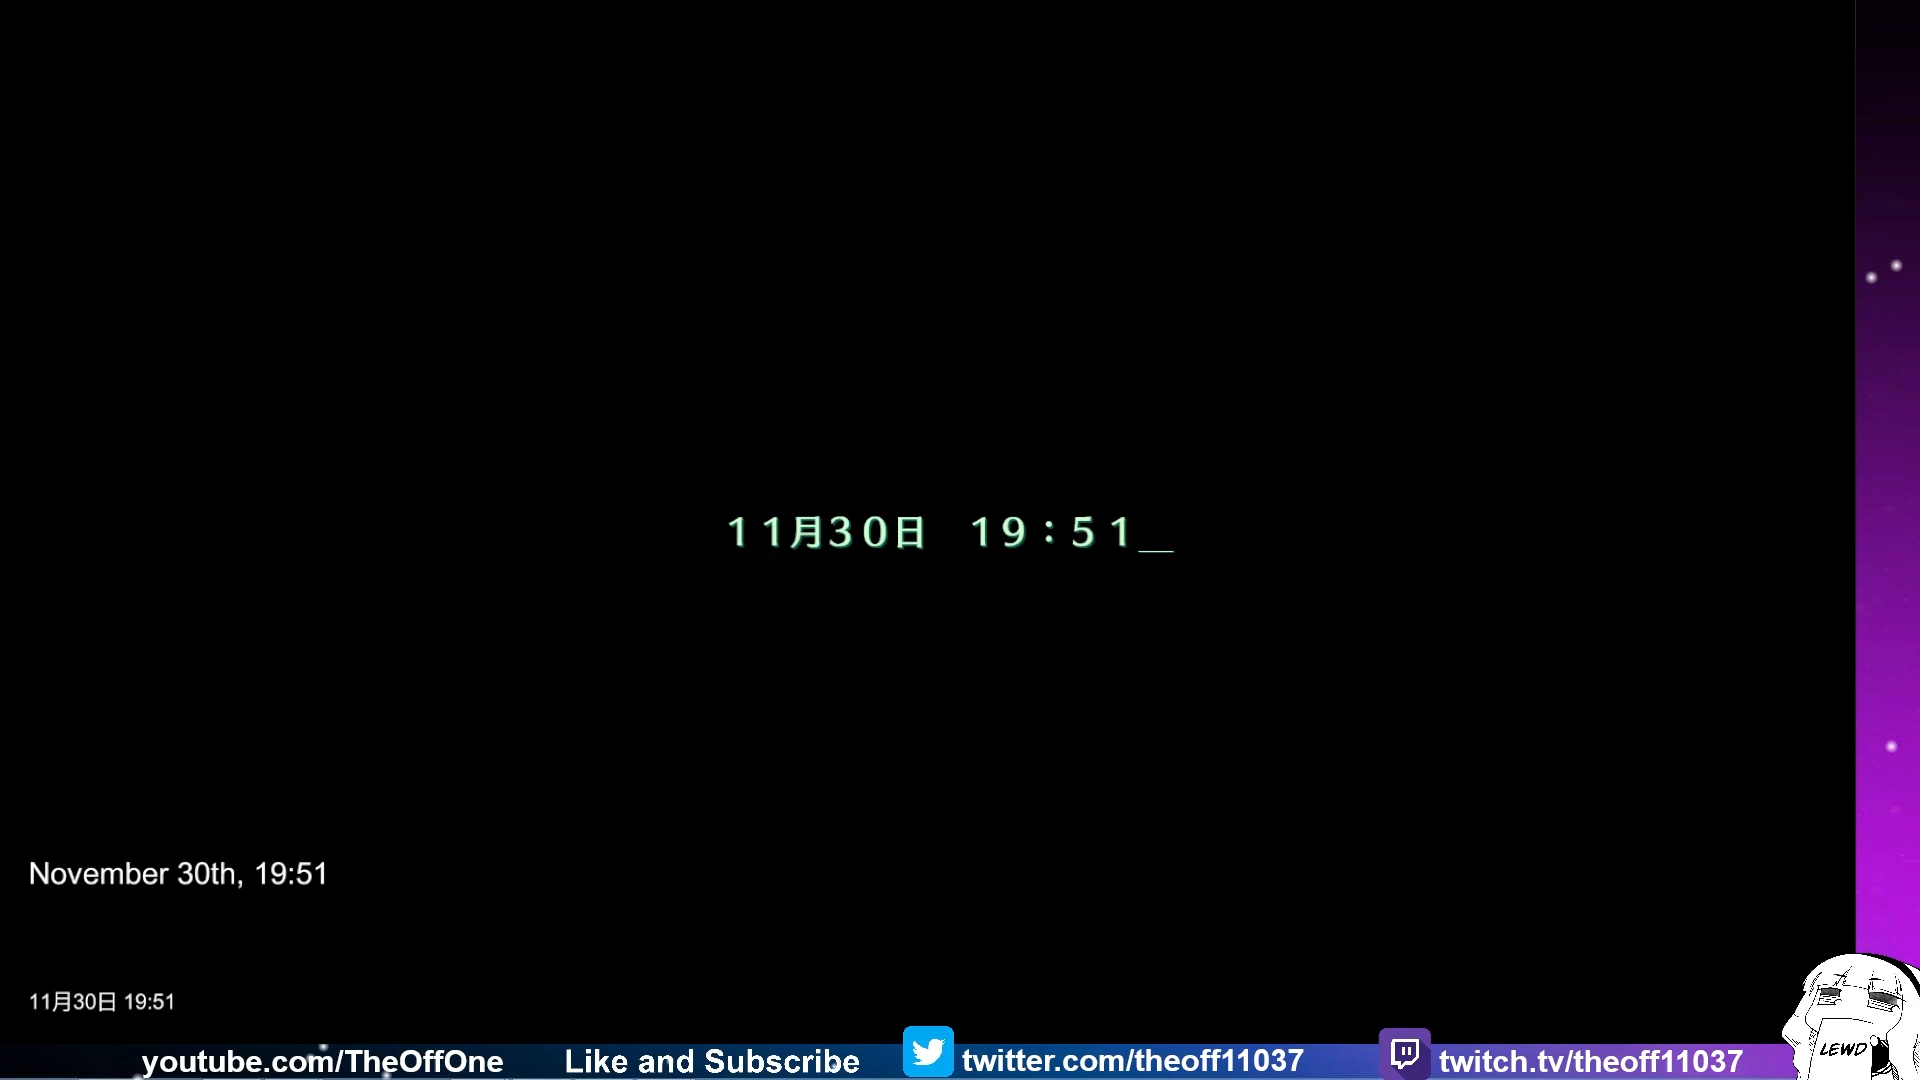 11月30日　19：51_
November 30th, 19:51
11月30日 19:51
youtube.com/TheOffOne Like and Subscribe twitter.com/theoff11037 twitch.tv/theoff11037
LEWD